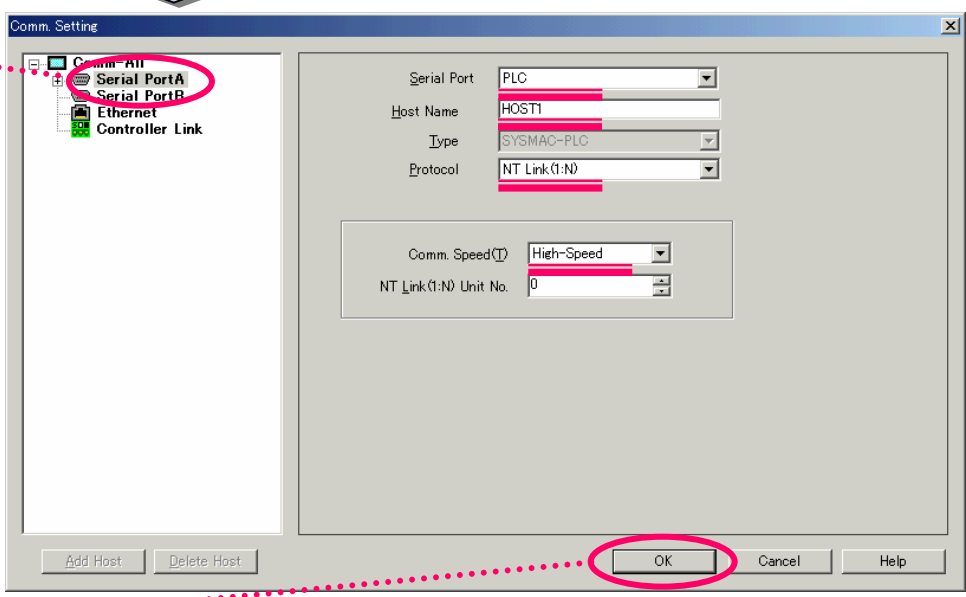 Comm. Setting
Comm-All
Serial PortA
Serial PortB
Ethernet
Controller Link
Serial Port PLC
Host Name HOST1
Type SYSMAC-PLC
Protocol NT Link(1:N)
Comm. Speed(T) High-Speed
NT Link(1:N) Unit No. 0
Add Host Delete Host OK Cancel Help